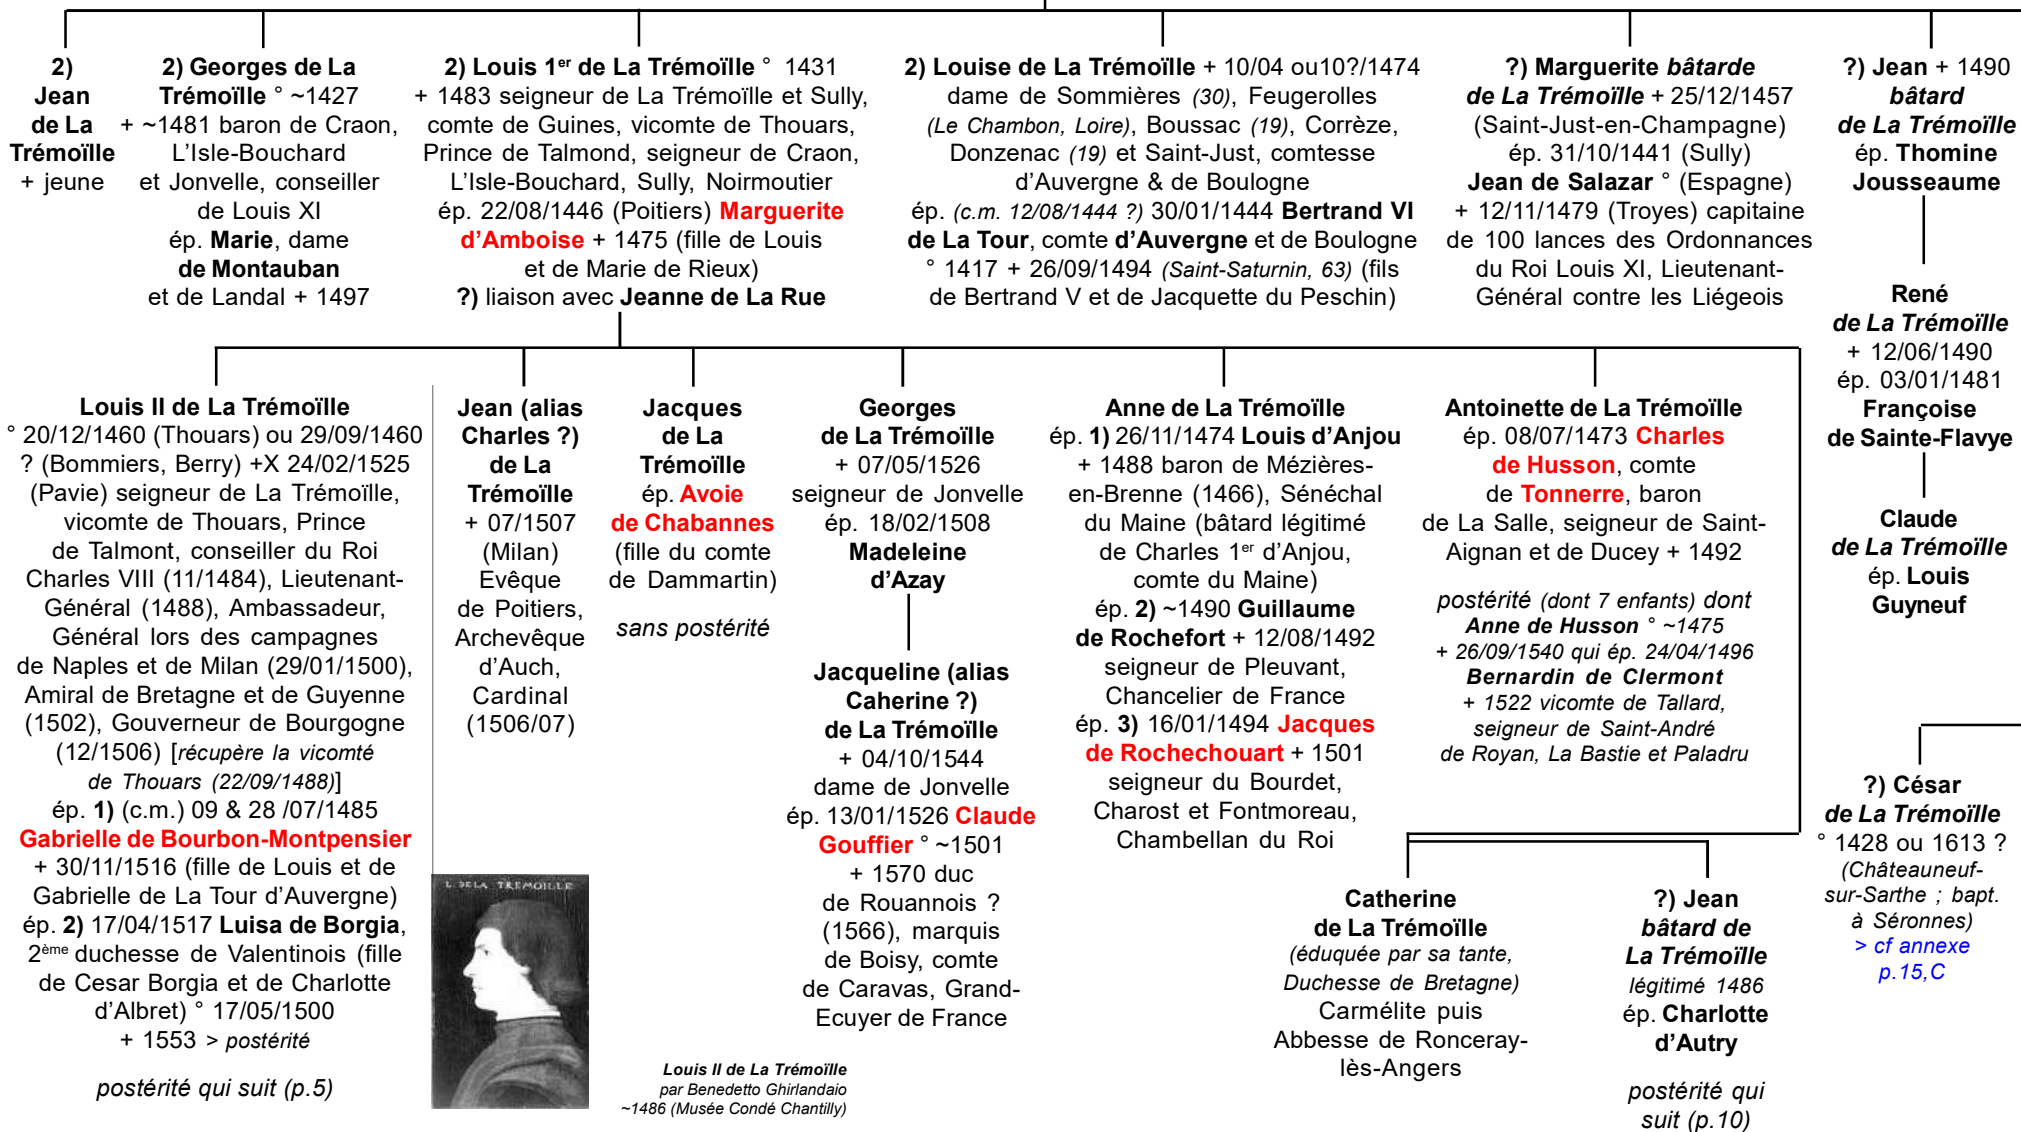 2)
Jean
de La
Trémoïlle
+ jeune
2) Georges de La
Trémoïlle ° ~1427
+ ~1481 baron de Craon,
L'Isle-Bouchard
et Jonvelle, conseiller
de Louis XI
ép. Marie, dame
de Montauban
et de Landal + 1497
2) Louis 1er de La Trémoïlle ° 1431
+ 1483 seigneur de La Trémoïlle et Sully,
comte de Guines, vicomte de Thouars,
Prince de Talmond, seigneur de Craon,
L'Isle-Bouchard, Sully, Noirmoutier
ép. 22/08/1446 (Poitiers) Marguerite
d'Amboise + 1475 (fille de Louis
et de Marie de Rieux)
?) liaison avec Jeanne de La Rue
2) Louise de La Trémoïlle + 10/04 ou10?/1474
dame de Sommières (30), Feugerolles
(Le Chambon, Loire), Boussac (19), Corrèze,
Donzenac (19) et Saint-Just, comtesse
d'Auvergne & de Boulogne
ép. (c.m. 12/08/1444 ?) 30/01/1444 Bertrand VI
de La Tour, comte d'Auvergne et de Boulogne
° 1417 + 26/09/1494 (Saint-Saturnin, 63) (fils
de Bertrand V et de Jacquette du Peschin)
?) Marguerite bâtarde
de La Trémoïlle + 25/12/1457
(Saint-Just-en-Champagne)
ép. 31/10/1441 (Sully)
Jean de Salazar ° (Espagne)
+ 12/11/1479 (Troyes) capitaine
de 100 lances des Ordonnances
du Roi Louis XI, Lieutenant-
Général contre les Liégeois
?) Jean + 1490
bâtard
de La Trémoïlle
ép. Thomine
Jousseaume
René
de La Trémoïlle
+ 12/06/1490
ép. 03/01/1481
Françoise
de Sainte-Flavye
Claude
de La Trémoïlle
ép. Louis
Guyneuf
Louis II de La Trémoïlle
° 20/12/1460 (Thouars) ou 29/09/1460
? (Bommiers, Berry) +X 24/02/1525
(Pavie) seigneur de La Trémoïlle,
vicomte de Thouars, Prince
de Talmont, conseiller du Roi
Charles VIII (11/1484), Lieutenant-
Général (1488), Ambassadeur,
Général lors des campagnes
de Naples et de Milan (29/01/1500),
Amiral de Bretagne et de Guyenne
(1502), Gouverneur de Bourgogne
(12/1506) [récupère la vicomté
de Thouars (22/09/1488)]
ép. 1) (c.m.) 09 & 28 /07/1485
Gabrielle de Bourbon-Montpensier
+ 30/11/1516 (fille de Louis et de
Gabrielle de La Tour d'Auvergne)
ép. 2) 17/04/1517 Luisa de Borgia,
2ème duchesse de Valentinois (fille
de Cesar Borgia et de Charlotte
d'Albret) ° 17/05/1500
+ 1553 > postérité
postérité qui suit (p.5)
Jean (alias
Charles ?)
de La
Trémoïlle
+ 07/1507
(Milan)
Evêque
de Poitiers,
Archevêque
d'Auch,
Cardinal
(1506/07)
L. DELA TREMOILLE
Jacques
de La
Trémoïlle
ép. Avoie
de Chabannes
(fille du comte
de Dammartin)
sans postérité
Louis II de La Trémoïlle
par Benedetto Ghirlandaio
~1486 (Musée Condé Chantilly)
Georges
de La Trémoïlle
+ 07/05/1526
seigneur de Jonvelle
ép. 18/02/1508
Madeleine
d'Azay
Jacqueline (alias
Caherine ?)
de La Trémoïlle
+ 04/10/1544
dame de Jonvelle
ép. 13/01/1526 Claude
Gouffier ° ~1501
+ 1570 duc
de Rouannois ?
(1566), marquis
de Boisy, comte
de Caravas, Grand-
Ecuyer de France
Anne de La Trémoïlle
ép. 1) 26/11/1474 Louis d'Anjou
+ 1488 baron de Mézières-
en-Brenne (1466), Sénéchal
du Maine (bâtard légitimé
de Charles 1er d'Anjou,
comte du Maine)
ép. 2) ~1490 Guillaume
de Rochefort + 12/08/1492
seigneur de Pleuvant,
Chancelier de France
ép. 3) 16/01/1494 Jacques
de Rochechouart + 1501
seigneur du Bourdet,
Charost et Fontmoreau,
Chambellan du Roi
Antoinette de La Trémoïlle
ép. 08/07/1473 Charles
de Husson, comte
de Tonnerre, baron
de La Salle, seigneur de Saint-
Aignan et de Ducey + 1492
postérité (dont 7 enfants) dont
Anne de Husson ° ~1475
+ 26/09/1540 qui ép. 24/04/1496
Bernardin de Clermont
+ 1522 vicomte de Tallard,
seigneur de Saint-André
de Royan, La Bastie et Paladru
Catherine
de La Trémoïlle
(éduquée par sa tante,
Duchesse de Bretagne)
Carmélite puis
Abbesse de Ronceray-
lès-Angers
?) Jean
bâtard de
La Trémoïlle
légitimé 1486
ép. Charlotte
d'Autry
postérité qui
suit (p.10)
?) César
de La Trémoïlle
° 1428 ou 1613 ?
(Châteauneuf-
sur-Sarthe ; bapt.
à Séronnes)
> cf annexe
p.15,C